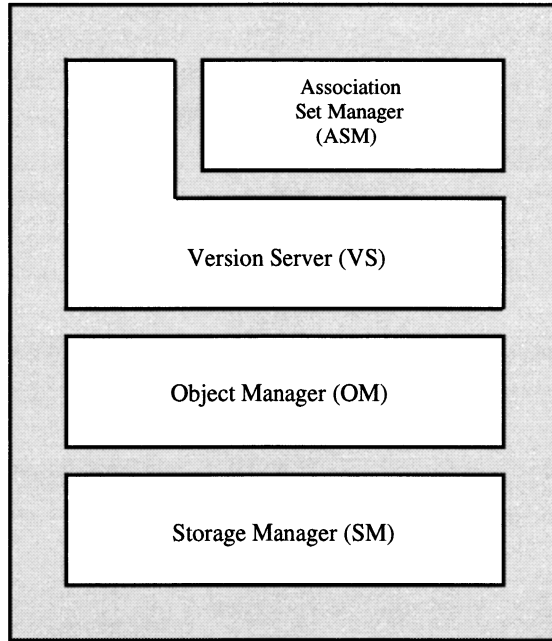 Association
Set Manager
(ASM)
Version Server (VS)
Object Manager (OM)
Storage Manager (SM)